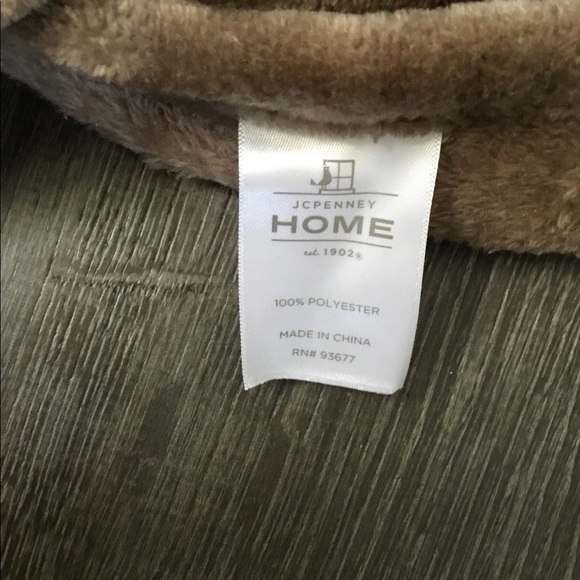 JCPENNEY
HOME
est. 1902®
100% POLYESTER
MADE IN CHINA
RN# 93677